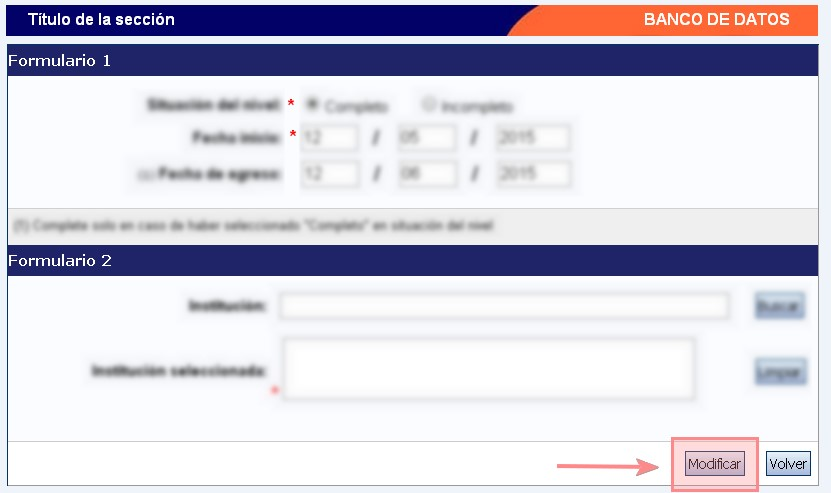 Título de la sección BANCO DE DATOS
Formulario 1
Situación del nivel: * Completo Incompleto
Fecha inicio: * 12 / 05 / 2015
(1) Fecha de egreso: 12 / 06 / 2015
(1) Complete solo en caso de haber seleccionado "Completo" en situación del nivel
Formulario 2
Institución: Buscar
Institución seleccionada: * Limpiar
Modificar Volver